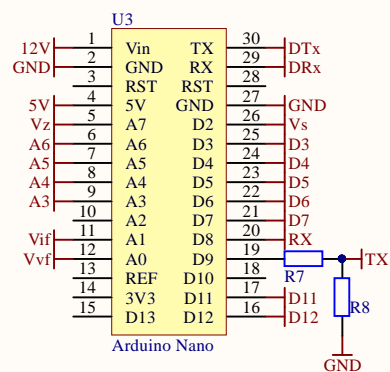 U3
12V 1 Vin TX 30 DTx
GND 2 GND RX 29 DRx
3 RST RST 28
5V 4 5V GND 27 GND
Vz 5 A7 D2 26 Vs
A6 6 A6 D3 25 D3
A5 7 A5 D4 24 D4
A4 8 A4 D5 23 D5
A3 9 A3 D6 22 D6
10 A2 D7 21 D7
Vif 11 A1 D8 20 RX
Vvf 12 A0 D9 19 R7 TX
13 REF D10 18
14 3V3 D11 17 D11
15 D13 D12 16 D12
R8
Arduino Nano
GND